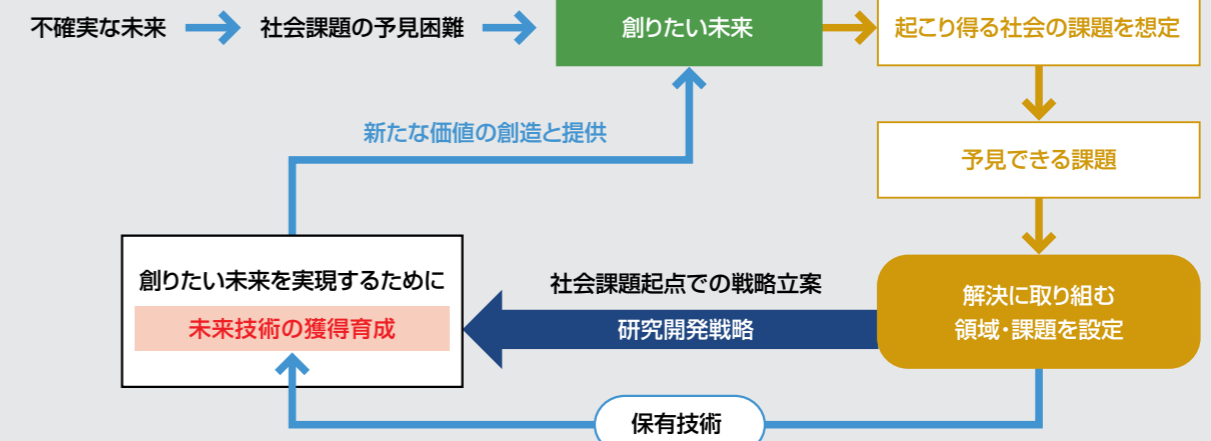 不確実な未来
社会課題の予見困難
創りたい未来
起こり得る社会の課題を想定
新たな価値の創造と提供
予見できる課題
創りたい未来を実現するために
未来技術の獲得育成
社会課題起点での戦略立案
研究開発戦略
解決に取り組む
領域・課題を設定
保有技術